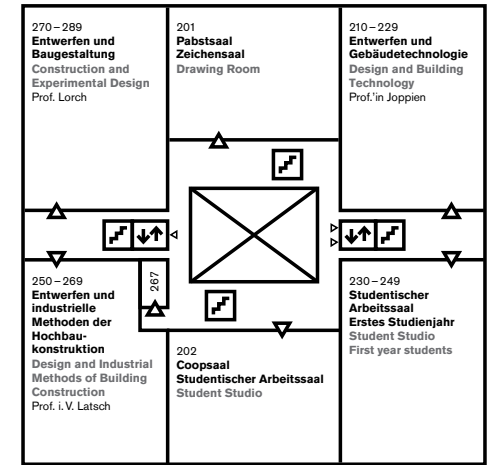 270 – 289
Entwerfen und
Baugestaltung
Construction and
Experimental Design
Prof. Lorch
201
Pabstsaal
Zeichensaal
Drawing Room
210 – 229
Entwerfen und
Gebäudetechnologie
Design and Building
Technology
Prof.'in Joppien
250 – 269
Entwerfen und
industrielle
Methoden der
Hochbau-
konstruktion
Design and Industrial
Methods of Building
Construction
Prof. i. V. Latsch
267
202
Coopsaal
Studentischer Arbeitssaal
Student Studio
230 – 249
Studentischer
Arbeitssaal
Erstes Studienjahr
Student Studio
First year students